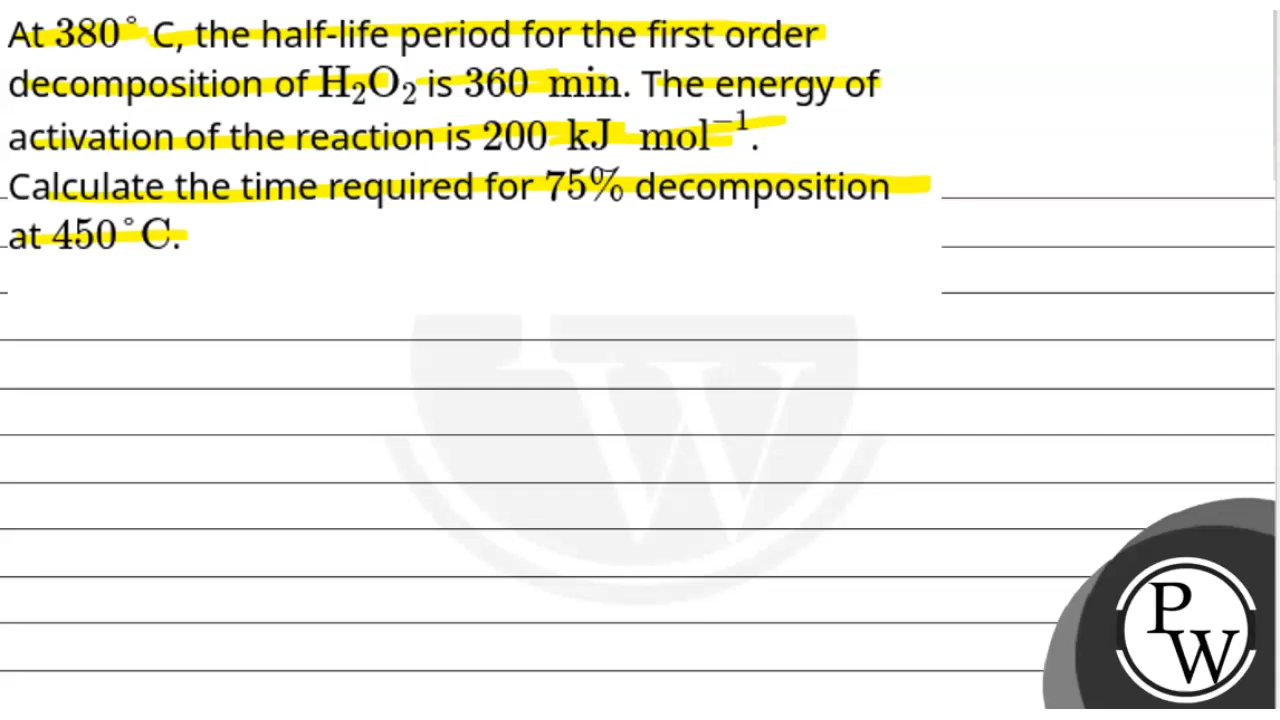 At 380° C, the half-life period for the first order
decomposition of H₂O₂ is 360 min. The energy of
activation of the reaction is 200 kJ mol⁻¹.
Calculate the time required for 75% decomposition
at 450°C.
W
P
W